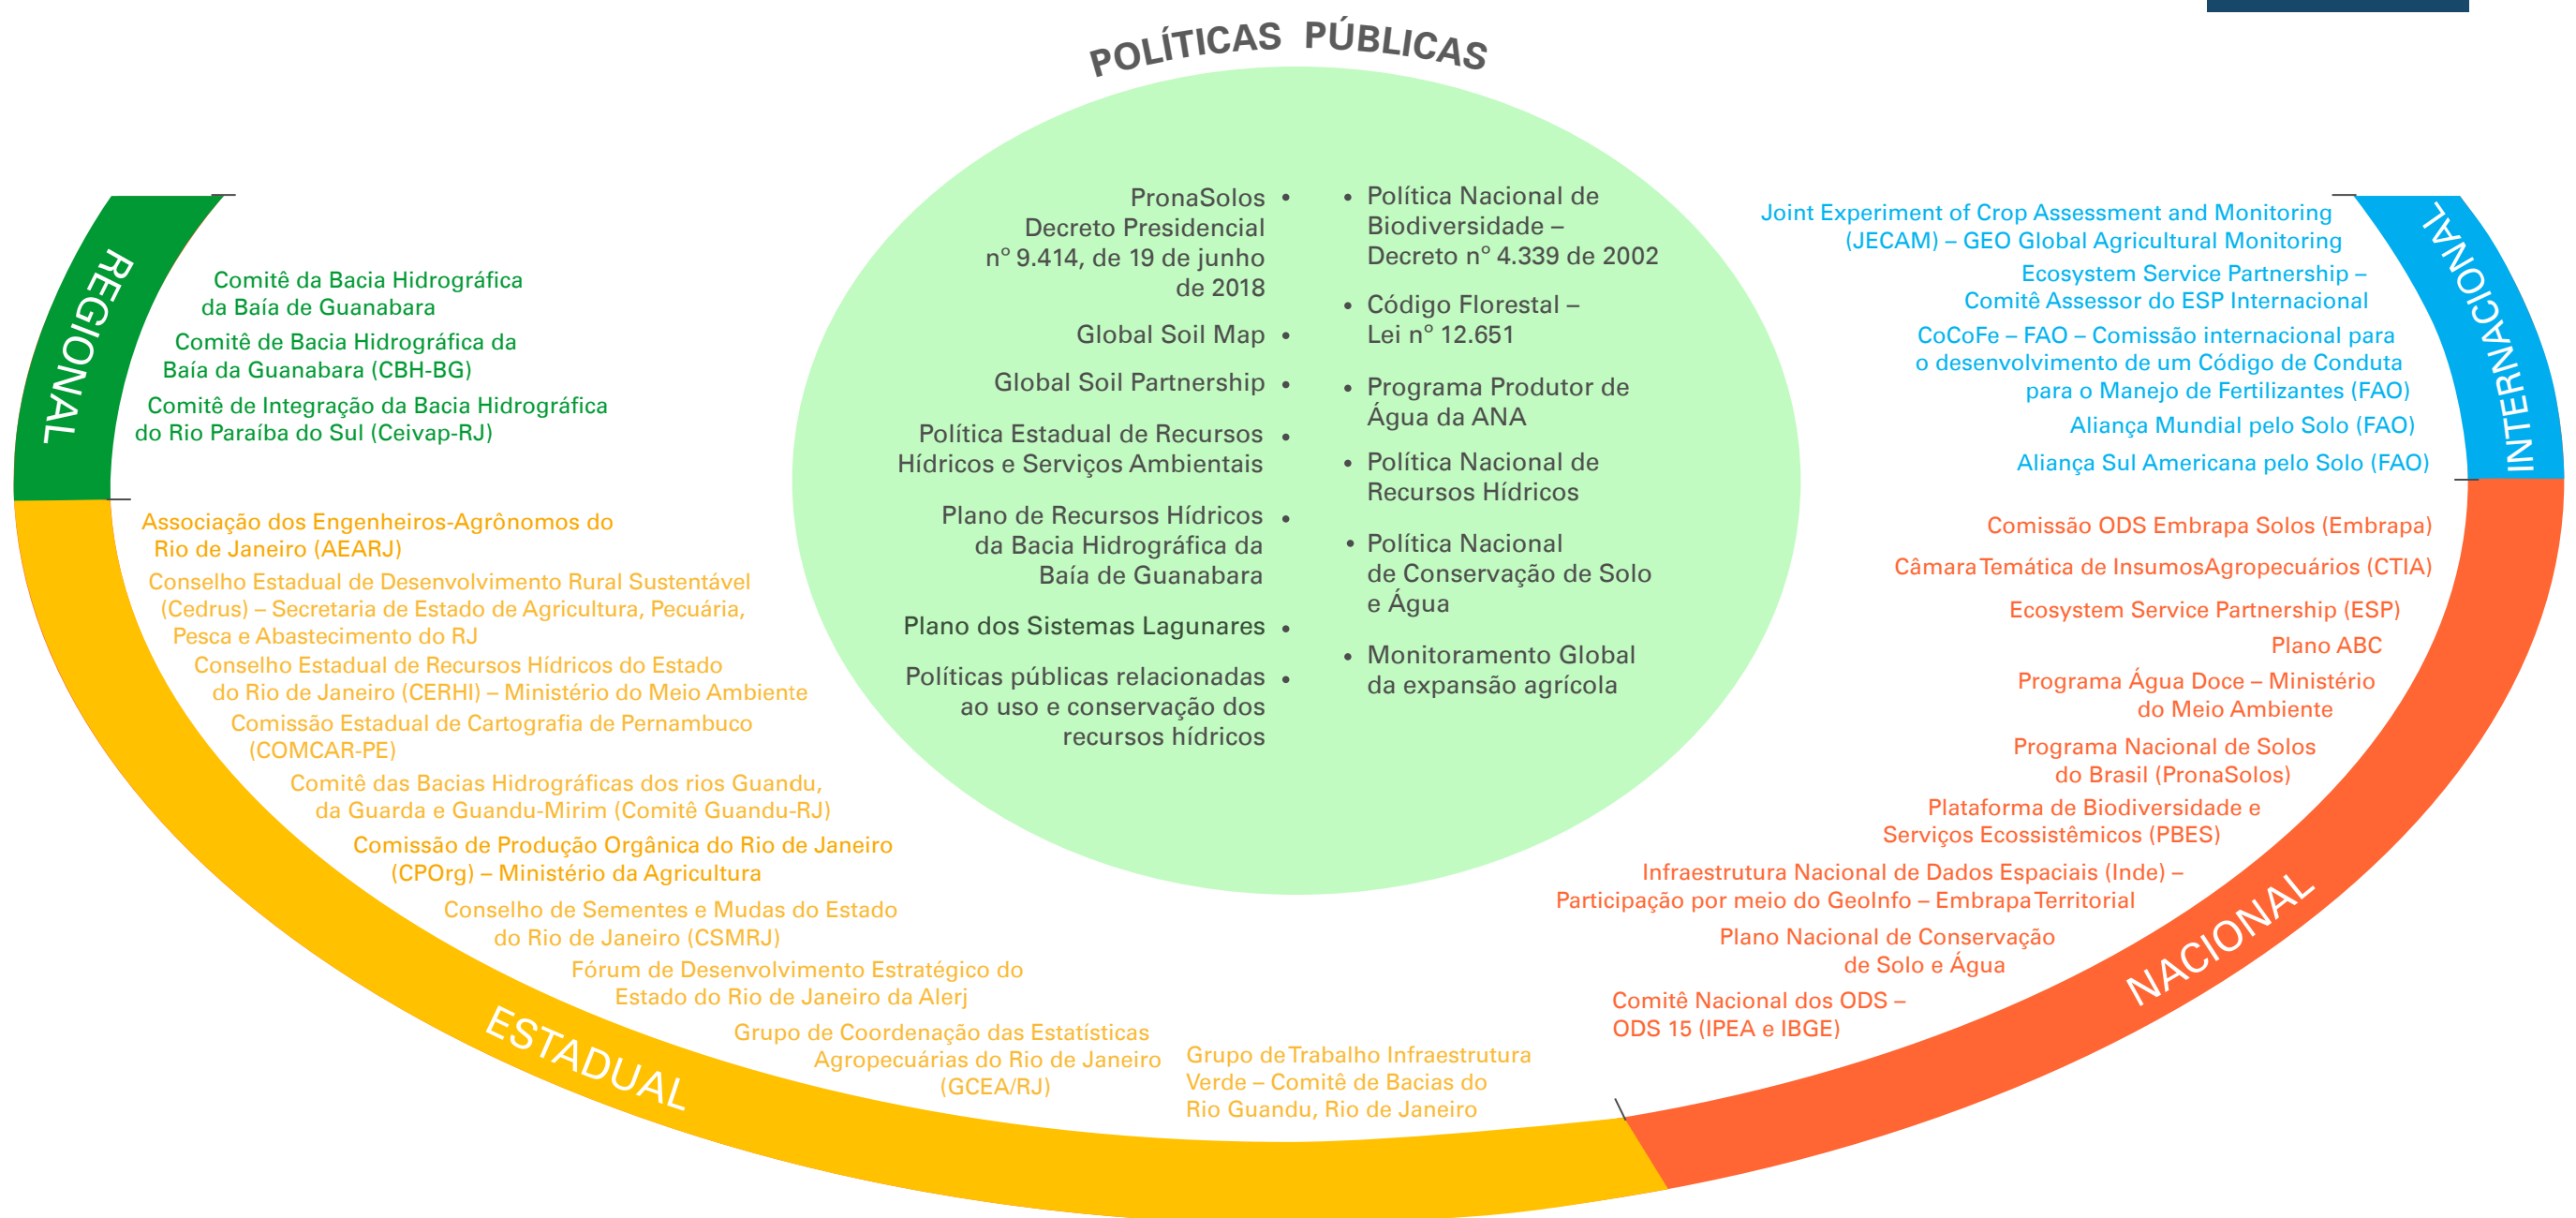 POLÍTICAS PÚBLICAS
PronaSolos •
Decreto Presidencial
nº 9.414, de 19 de junho
de 2018
Global Soil Map •
Global Soil Partnership •
Política Estadual de Recursos •
Hídricos e Serviços Ambientais
Plano de Recursos Hídricos •
da Bacia Hidrográfica da
Baía de Guanabara
Plano dos Sistemas Lagunares •
Políticas públicas relacionadas •
ao uso e conservação dos
recursos hídricos
• Política Nacional de
Biodiversidade –
Decreto nº 4.339 de 2002
• Código Florestal –
Lei nº 12.651
• Programa Produtor de
Água da ANA
• Política Nacional de
Recursos Hídricos
• Política Nacional
de Conservação de Solo
e Água
• Monitoramento Global
da expansão agrícola
REGIONAL
Comitê da Bacia Hidrográfica
da Baía de Guanabara
Comitê de Bacia Hidrográfica da
Baía da Guanabara (CBH-BG)
Comitê de Integração da Bacia Hidrográfica
do Rio Paraíba do Sul (Ceivap-RJ)
ESTADUAL
Associação dos Engenheiros-Agrônomos do
Rio de Janeiro (AEARJ)
Conselho Estadual de Desenvolvimento Rural Sustentável
(Cedrus) – Secretaria de Estado de Agricultura, Pecuária,
Pesca e Abastecimento do RJ
Conselho Estadual de Recursos Hídricos do Estado
do Rio de Janeiro (CERHI) – Ministério do Meio Ambiente
Comissão Estadual de Cartografia de Pernambuco
(COMCAR-PE)
Comitê das Bacias Hidrográficas dos rios Guandu,
da Guarda e Guandu-Mirim (Comitê Guandu-RJ)
Comissão de Produção Orgânica do Rio de Janeiro
(CPOrg) – Ministério da Agricultura
Conselho de Sementes e Mudas do Estado
do Rio de Janeiro (CSMRJ)
Fórum de Desenvolvimento Estratégico do
Estado do Rio de Janeiro da Alerj
Grupo de Coordenação das Estatísticas
Agropecuárias do Rio de Janeiro
(GCEA/RJ)
Grupo de Trabalho Infraestrutura
Verde – Comitê de Bacias do
Rio Guandu, Rio de Janeiro
INTERNACIONAL
Joint Experiment of Crop Assessment and Monitoring
(JECAM) – GEO Global Agricultural Monitoring
Ecosystem Service Partnership –
Comitê Assessor do ESP Internacional
CoCoFe – FAO – Comissão internacional para
o desenvolvimento de um Código de Conduta
para o Manejo de Fertilizantes (FAO)
Aliança Mundial pelo Solo (FAO)
Aliança Sul Americana pelo Solo (FAO)
NACIONAL
Comissão ODS Embrapa Solos (Embrapa)
Câmara Temática de InsumosAgropecuários (CTIA)
Ecosystem Service Partnership (ESP)
Plano ABC
Programa Água Doce – Ministério
do Meio Ambiente
Programa Nacional de Solos
do Brasil (PronaSolos)
Plataforma de Biodiversidade e
Serviços Ecossistêmicos (PBES)
Infraestrutura Nacional de Dados Espaciais (Inde) –
Participação por meio do GeoInfo – Embrapa Territorial
Plano Nacional de Conservação
de Solo e Água
Comitê Nacional dos ODS –
ODS 15 (IPEA e IBGE)